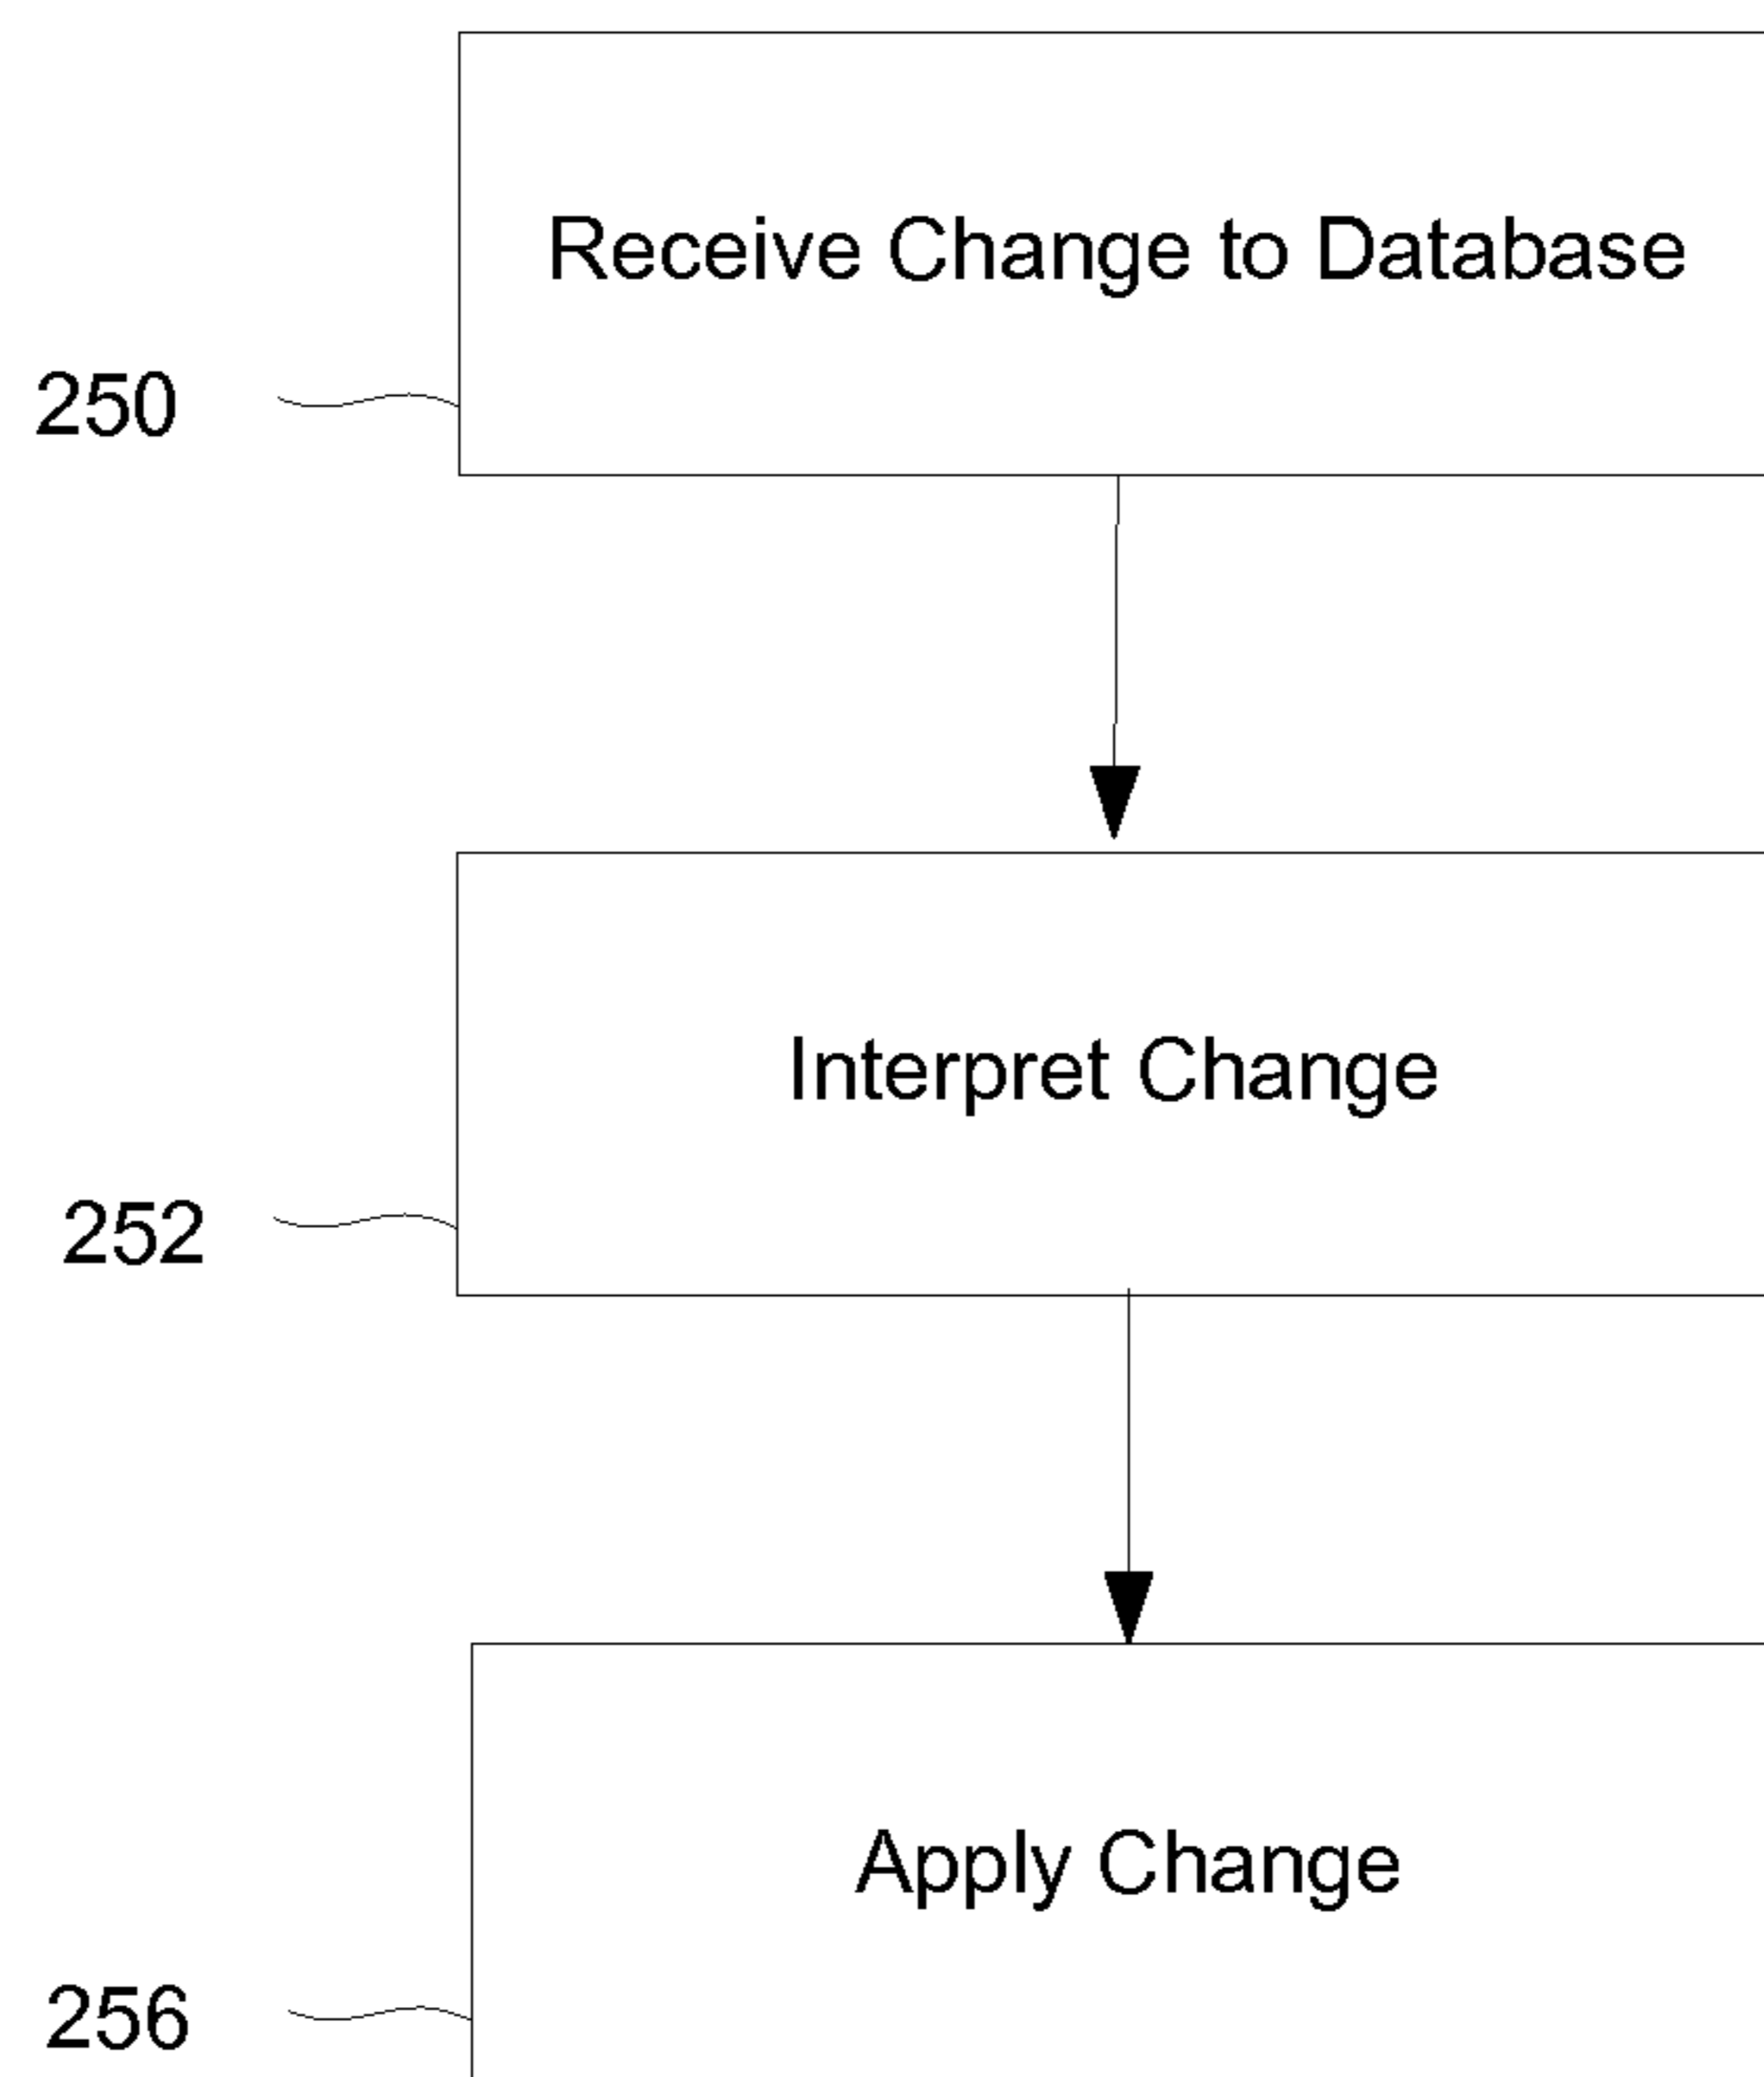 Receive Change to Database
250
Interpret Change
252
Apply Change
256